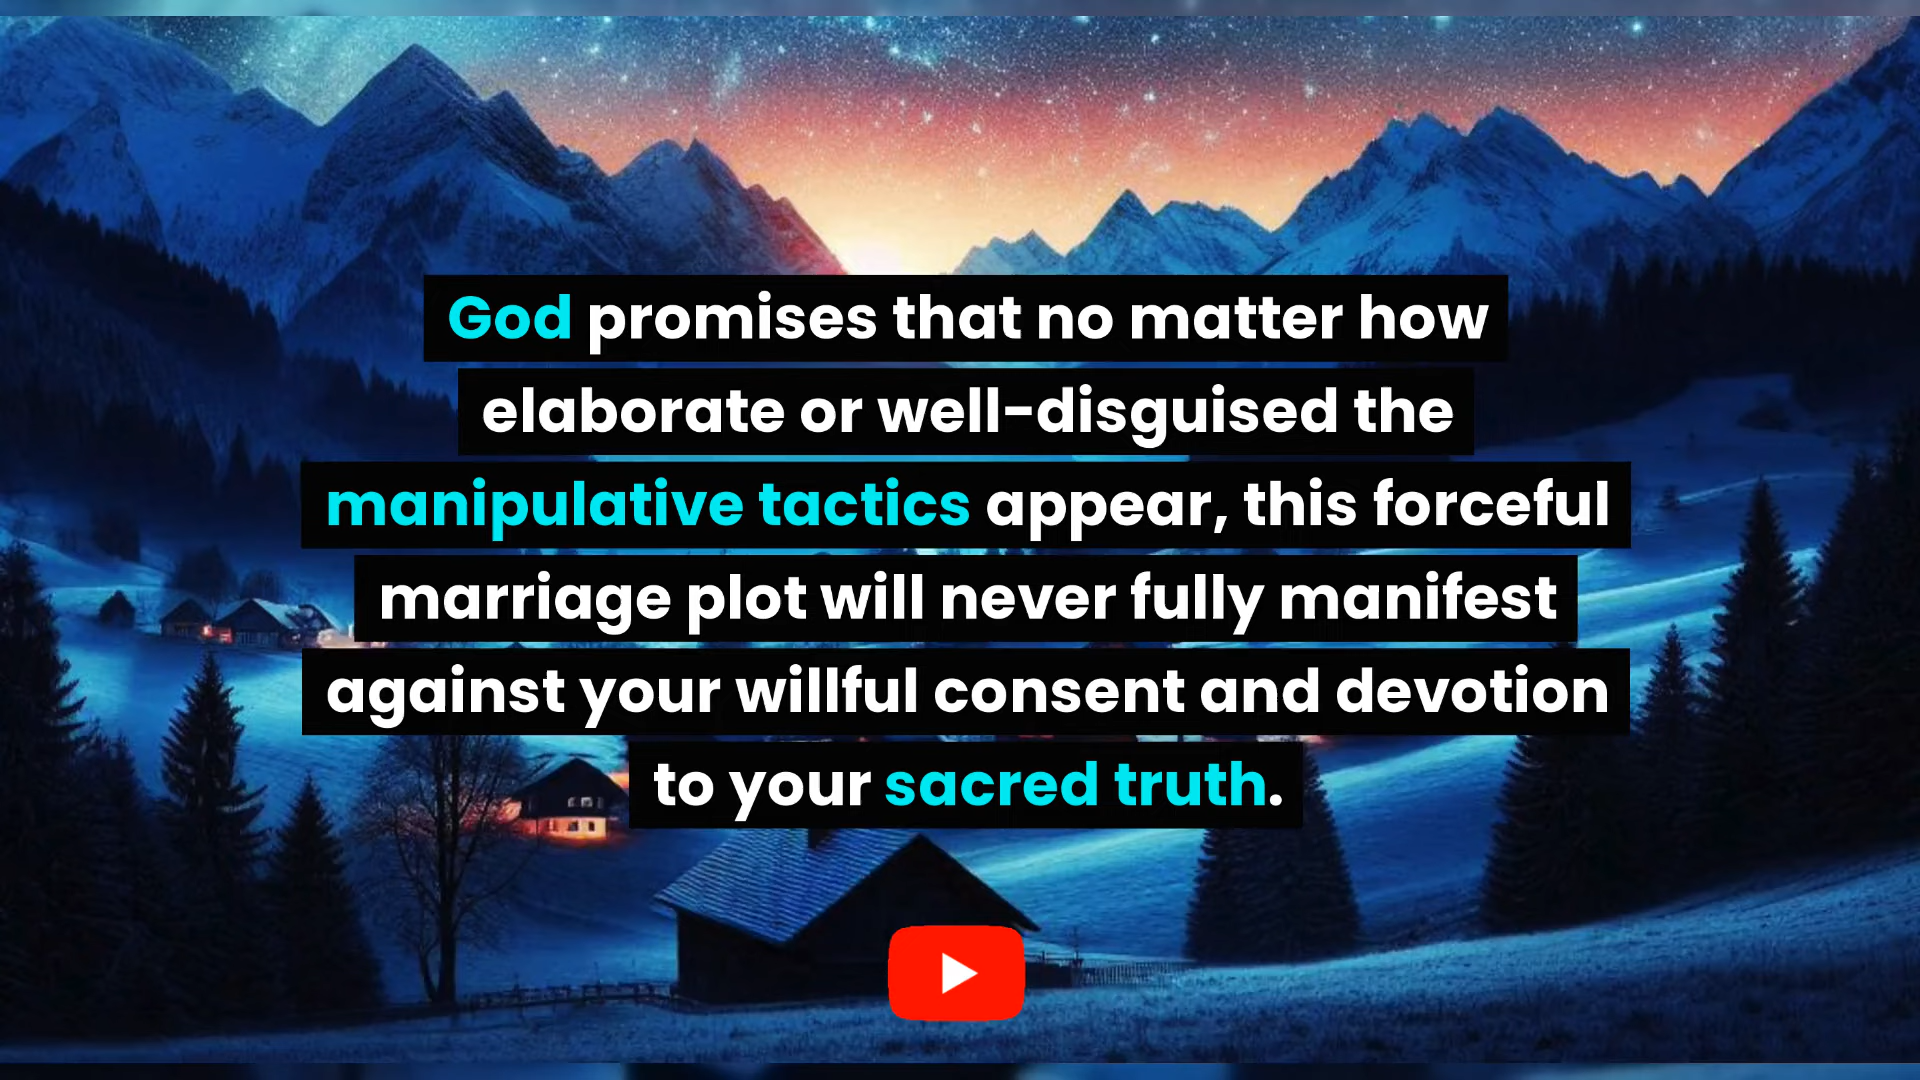 God promises that no matter how
elaborate or well-disguised the
manipulative tactics appear, this forceful
marriage plot will never fully manifest
against your willful consent and devotion
to your sacred truth.